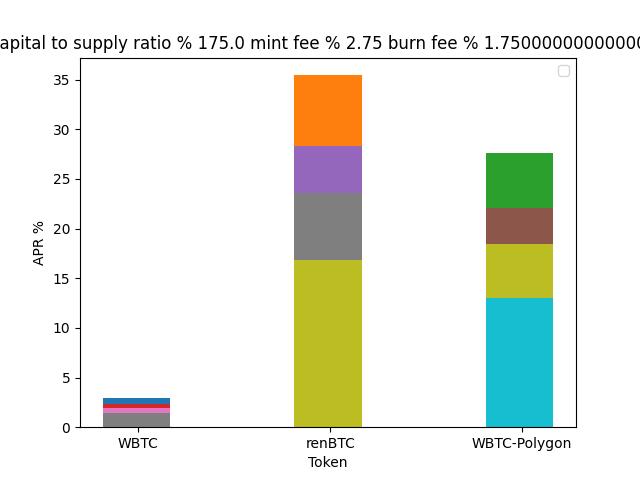 apital to supply ratio % 175.0 mint fee % 2.75 burn fee % 1.7500000000000
35
30
25
20
15
10
5
0
APR %
WBTC renBTC WBTC-Polygon
Token